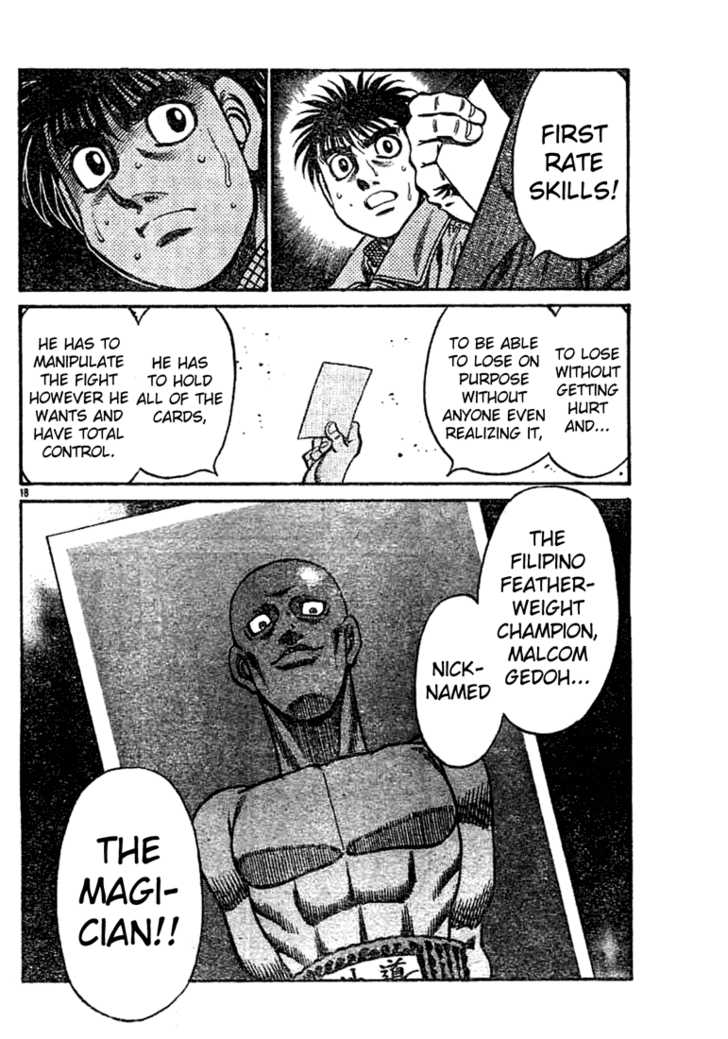 FIRST
RATE
SKILLS!
TO LOSE
WITHOUT
GETTING
HURT
AND...
TO BE ABLE
TO LOSE ON
PURPOSE
WITHOUT
ANYONE EVEN
REALIZING IT,
HE HAS
TO HOLD
ALL OF THE
CARDS,
HE HAS TO
MANIPULATE
THE FIGHT
HOWEVER HE
WANTS AND
HAVE TOTAL
CONTROL.
18
THE
FILIPINO
FEATHER-
WEIGHT
CHAMPION,
MALCOM
GEDOH...
NICK-
NAMED
THE
MAGI-
CIAN!!
道